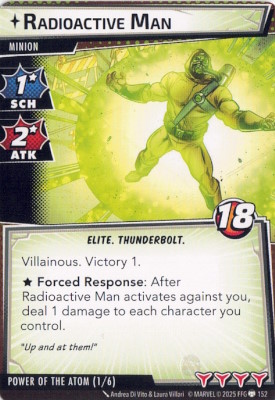 RADIOACTIVE MAN
MINION
1★
SCH
2★
ATK
18
ELITE. THUNDERBOLT.
Villainous. Victory 1.
★ Forced Response: After
Radioactive Man activates against you,
deal 1 damage to each character you
control.
"Up and at them!"
Andrea Di Vito & Laura Villari © MARVEL © 2025 FFG 152
POWER OF THE ATOM (1/6)